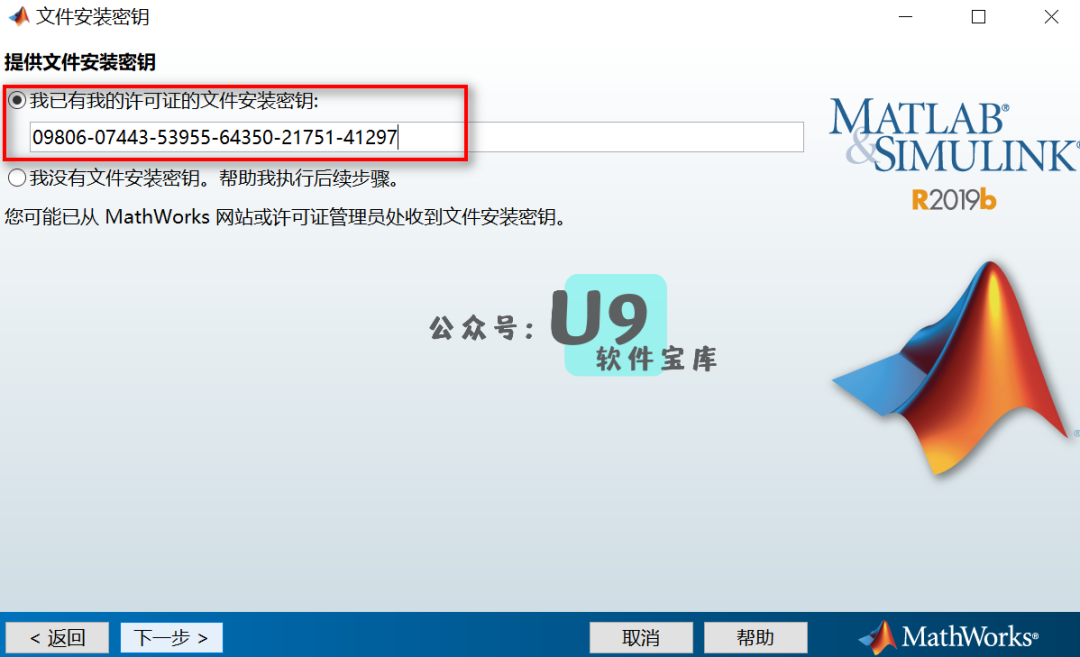 文件安装密钥
提供文件安装密钥
我已有我的许可证的文件安装密钥:
09806-07443-53955-64350-21751-41297
我没有文件安装密钥。帮助我执行后续步骤。
您可能已从 MathWorks 网站或许可证管理员处收到文件安装密钥。
MATLAB®
&SIMULINK®
R2019b
公众号：U9
软件宝库
®
< 返回 下一步 > 取消 帮助 MathWorks®